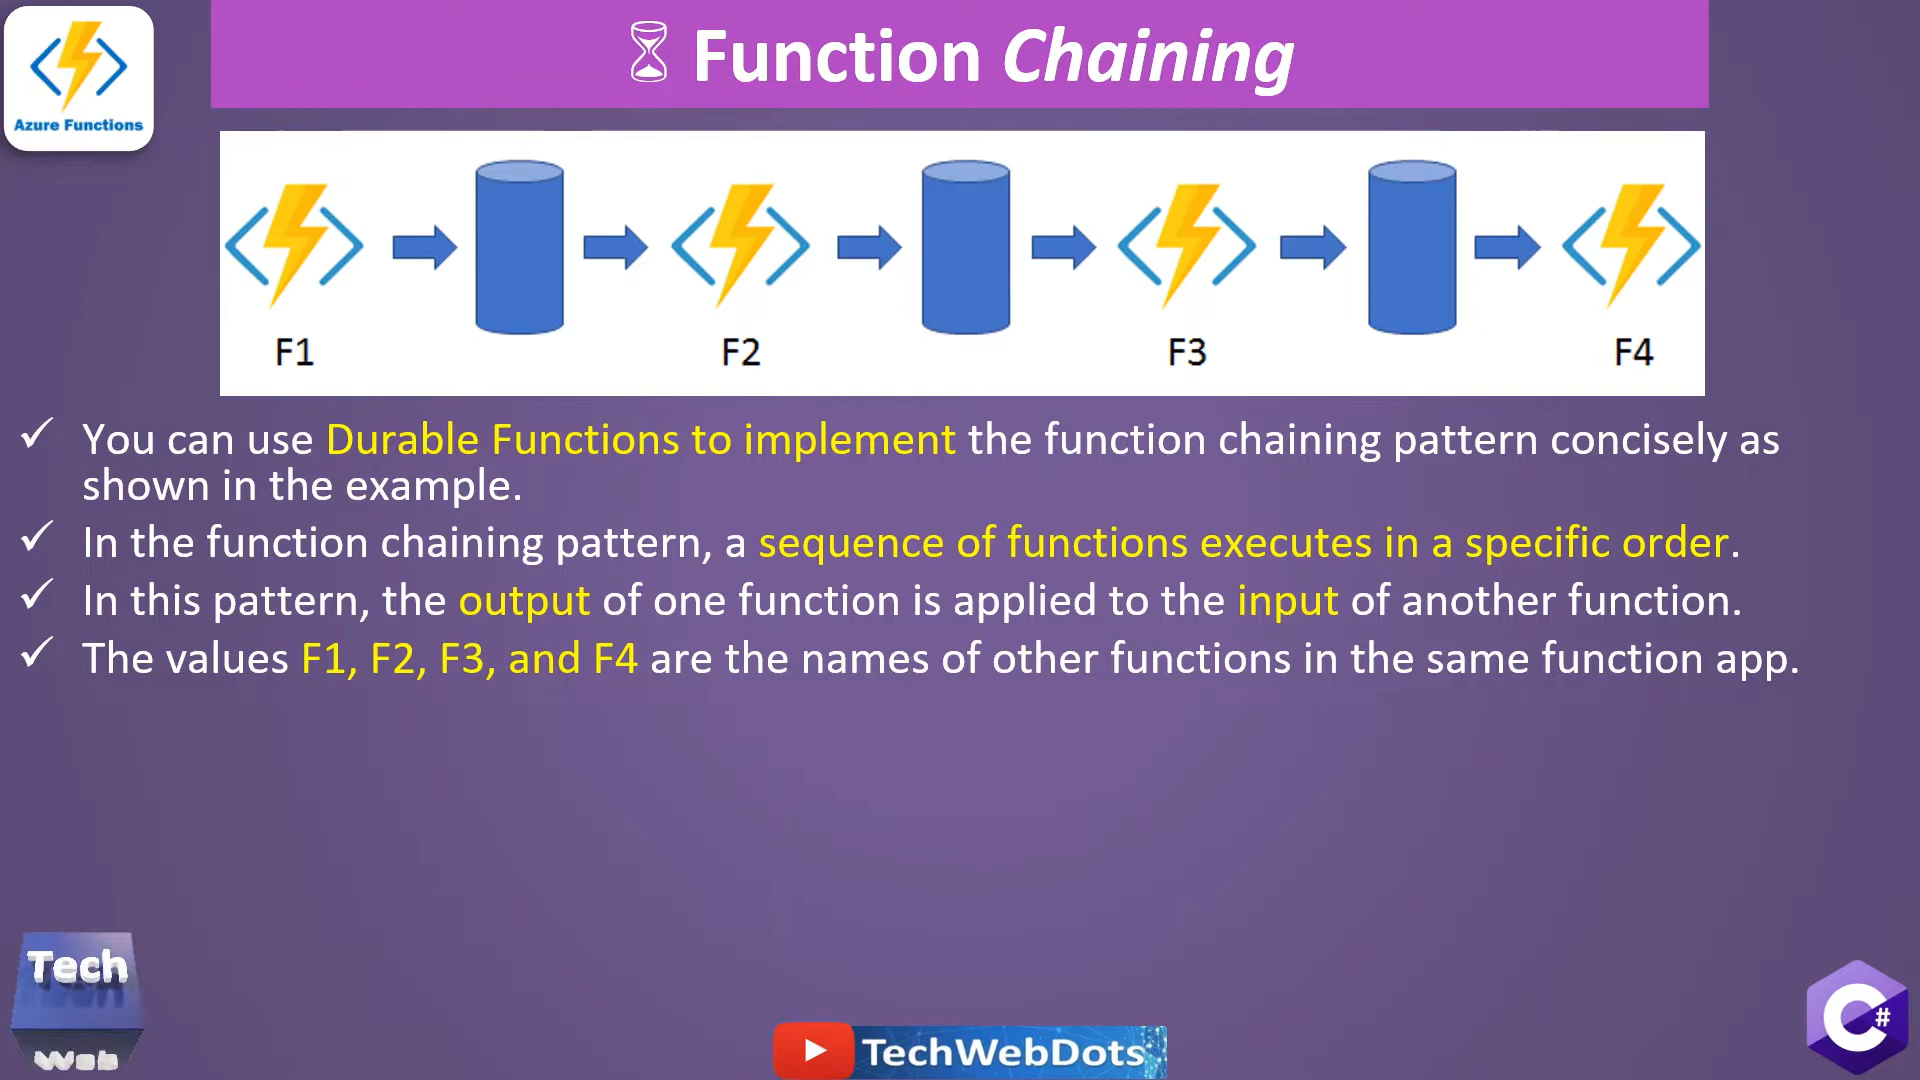 Azure Functions
Function Chaining
F1
F2
F3
F4
You can use Durable Functions to implement the function chaining pattern concisely as
shown in the example.
In the function chaining pattern, a sequence of functions executes in a specific order.
In this pattern, the output of one function is applied to the input of another function.
The values F1, F2, F3, and F4 are the names of other functions in the same function app.
Tech
Web
TechWebDots
C#